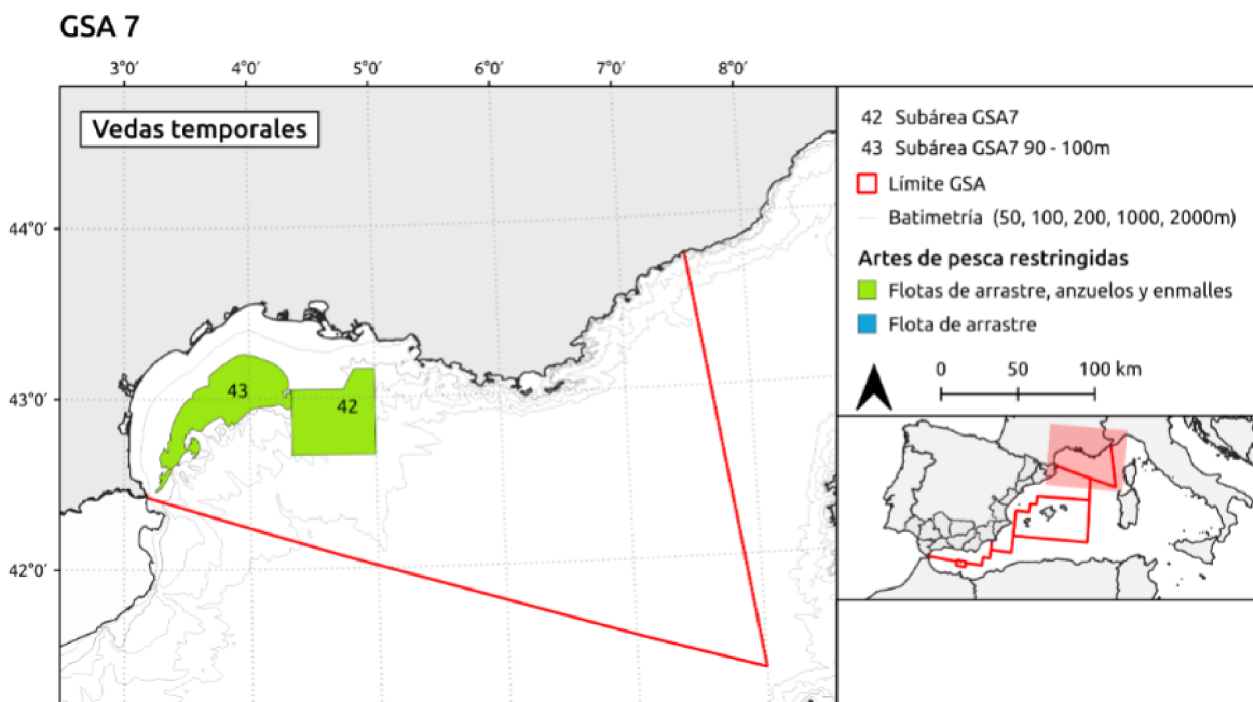 GSA 7
3°0′ 4°0′ 5°0′ 6°0′ 7°0′ 8°0′
Vedas temporales
44°0′
43°0′
42°0′
43
42
42 Subárea GSA7
43 Subárea GSA7 90 - 100m
Límite GSA
Batimetría (50, 100, 200, 1000, 2000m)
Artes de pesca restringidas
Flotas de arrastre, anzuelos y enmalles
Flota de arrastre
0 50 100 km